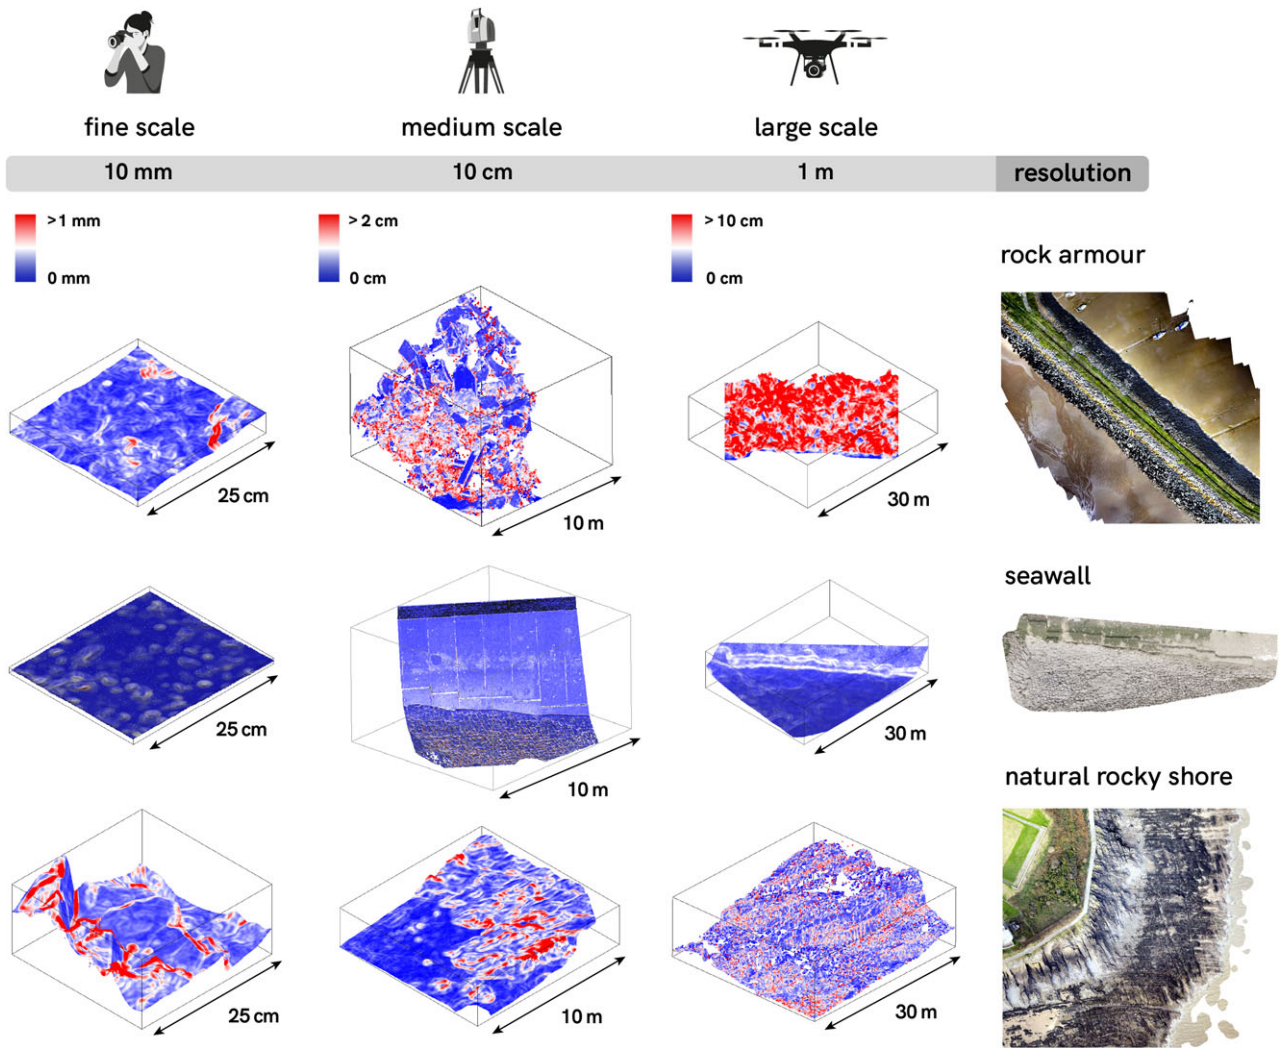 fine scale
medium scale
large scale
10 mm
10 cm
1 m
resolution
>1 mm
0 mm
> 2 cm
0 cm
> 10 cm
0 cm
rock armour
25 cm
10 m
30 m
seawall
25 cm
10 m
30 m
natural rocky shore
25 cm
10 m
30 m